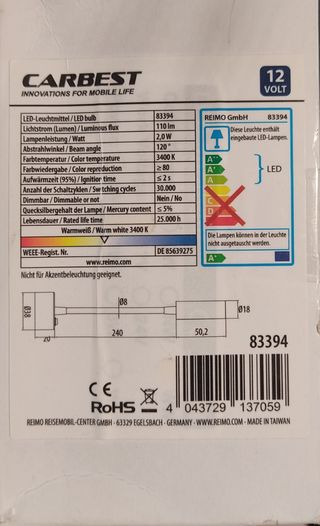 CARBEST
INNOVATIONS FOR MOBILE LIFE
12
VOLT
LED-Leuchtmittel / LED bulb 83394
Lichtstrom (Lumen) / Luminous flux 110 lm
Lampenleistung / Watt 2,0 W
Abstrahlwinkel / Beam angle 120 °
Farbtemperatur / Color temperature 3400 K
Farbwiedergabe / Color reproduction ≥ 80
Aufwärmzeit (95%) / Ignition time ≤ 2 s
Anzahl der Schaltzyklen / Switching cycles 30.000
Dimmbar / Dimmable or not Nein / No
Quecksilbergehalt der Lampe / Mercury content ≤ 5%
Lebensdauer / Rated life time 25.000 h
Warmweiß / Warm white 3400 K
WEEE-Regist. Nr. DE 85639275
www.reimo.com
Nicht für Akzentbeleuchtung geeignet.
REIMO GmbH 83394
Diese Leuchte enthält
eingebaute LED-Lampen.
A++
A+
A
B
LED
Die Lampen können in der Leuchte
nicht ausgetauscht werden.
A+
Ø38
Ø8
Ø18
20
240
50,2
83394
CE
RoHS
4 043729 137059
REIMO REISEMOBIL-CENTER GMBH · 63329 EGELSBACH - GERMANY · WWW.REIMO.COM · MADE IN TAIWAN